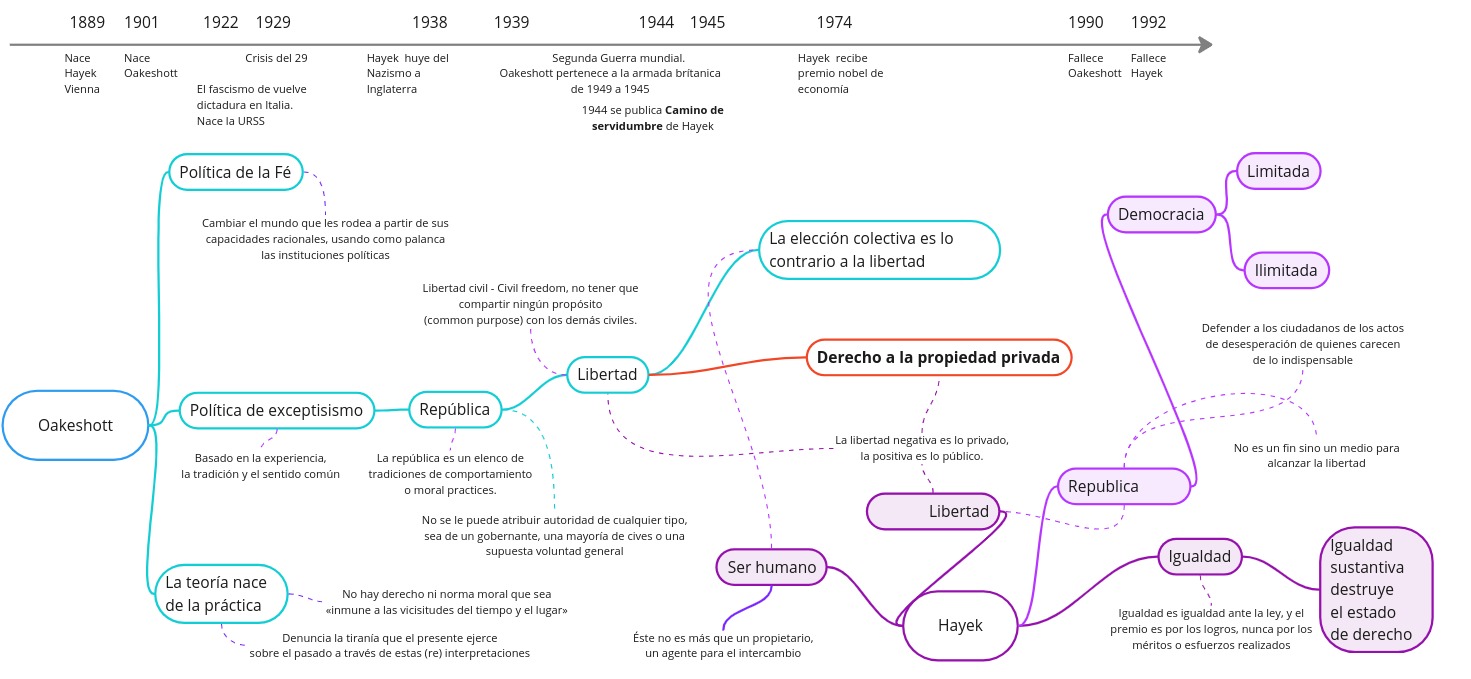 1889
1901
1922
1929
1938
1939
1944
1945
1974
1990
1992
Nace
Hayek
Vienna
Nace
Oakeshott
Crisis del 29
El fascismo de vuelve
dictadura en Italia.
Nace la URSS
Hayek huye del
Nazismo a
Inglaterra
Segunda Guerra mundial.
Oakeshott pertenece a la armada brítanica
de 1949 a 1945
1944 se publica Camino de
servidumbre de Hayek
Hayek recibe
premio nobel de
economía
Fallece
Oakeshott
Fallece
Hayek
Política de la Fé
Cambiar el mundo que les rodea a partir de sus
capacidades racionales, usando como palanca
las instituciones políticas
Libertad civil - Civil freedom, no tener que
compartir ningún propósito
(common purpose) con los demás civiles.
La elección colectiva es lo
contrario a la libertad
Democracia
Limitada
Ilimitada
Defender a los ciudadanos de los actos
de desesperación de quienes carecen
de lo indispensable
Derecho a la propiedad privada
Libertad
Oakeshott
Política de exceptisismo
República
Basado en la experiencia,
la tradición y el sentido común
La república es un elenco de
tradiciones de comportamiento
o moral practices.
La libertad negativa es lo privado,
la positiva es lo público.
No es un fin sino un medio para
alcanzar la libertad
No se le puede atribuir autoridad de cualquier tipo,
sea de un gobernante, una mayoría de cives o una
supuesta voluntad general
Libertad
Republica
Ser humano
Igualdad
Igualdad
sustantiva
destruye
el estado
de derecho
La teoría nace
de la práctica
No hay derecho ni norma moral que sea
«inmune a las vicisitudes del tiempo y el lugar»
Denuncia la tiranía que el presente ejerce
sobre el pasado a través de estas (re) interpretaciones
Éste no es más que un propietario,
un agente para el intercambio
Hayek
Igualdad es igualdad ante la ley, y el
premio es por los logros, nunca por los
méritos o esfuerzos realizados